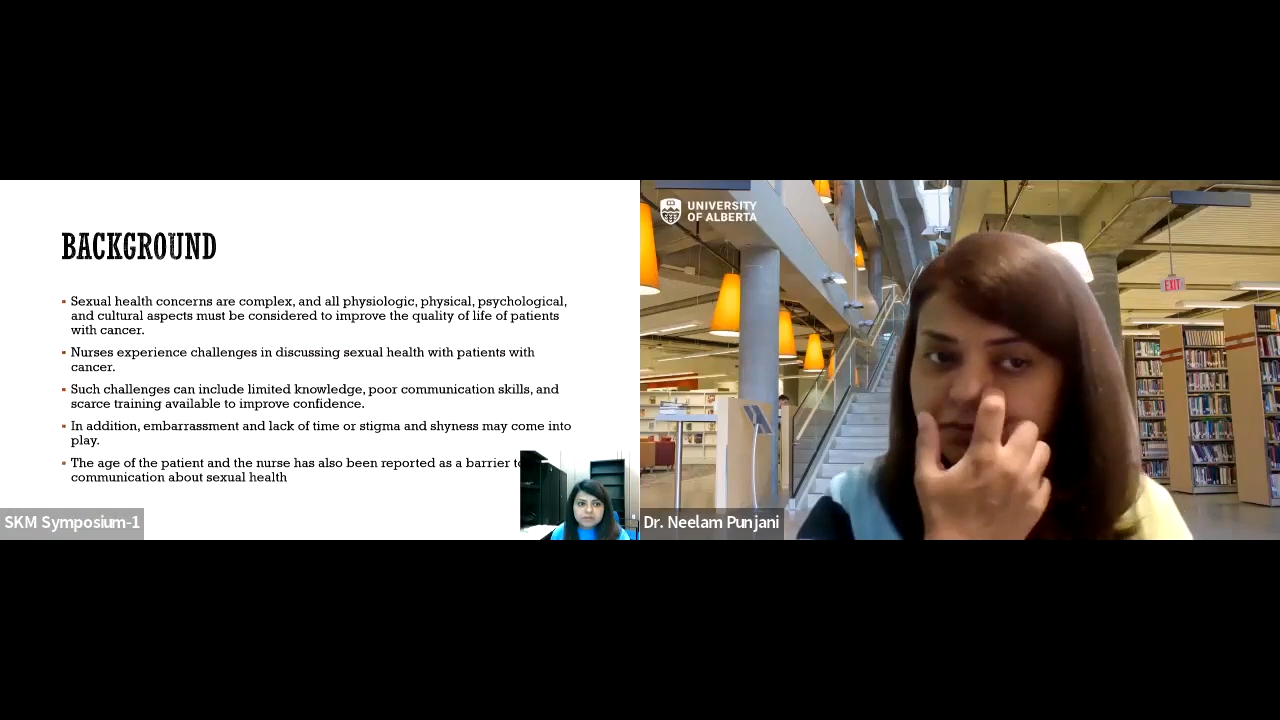 BACKGROUND
▪ Sexual health concerns are complex, and all physiologic, physical, psychological,
and cultural aspects must be considered to improve the quality of life of patients
with cancer.
▪ Nurses experience challenges in discussing sexual health with patients with
cancer.
▪ Such challenges can include limited knowledge, poor communication skills, and
scarce training available to improve confidence.
▪ In addition, embarrassment and lack of time or stigma and shyness may come into
play.
▪ The age of the patient and the nurse has also been reported as a barrier
communication about sexual health
SKM Symposium-1
UNIVERSITY
OF ALBERTA
EXIT
Dr. Neelam Punjani